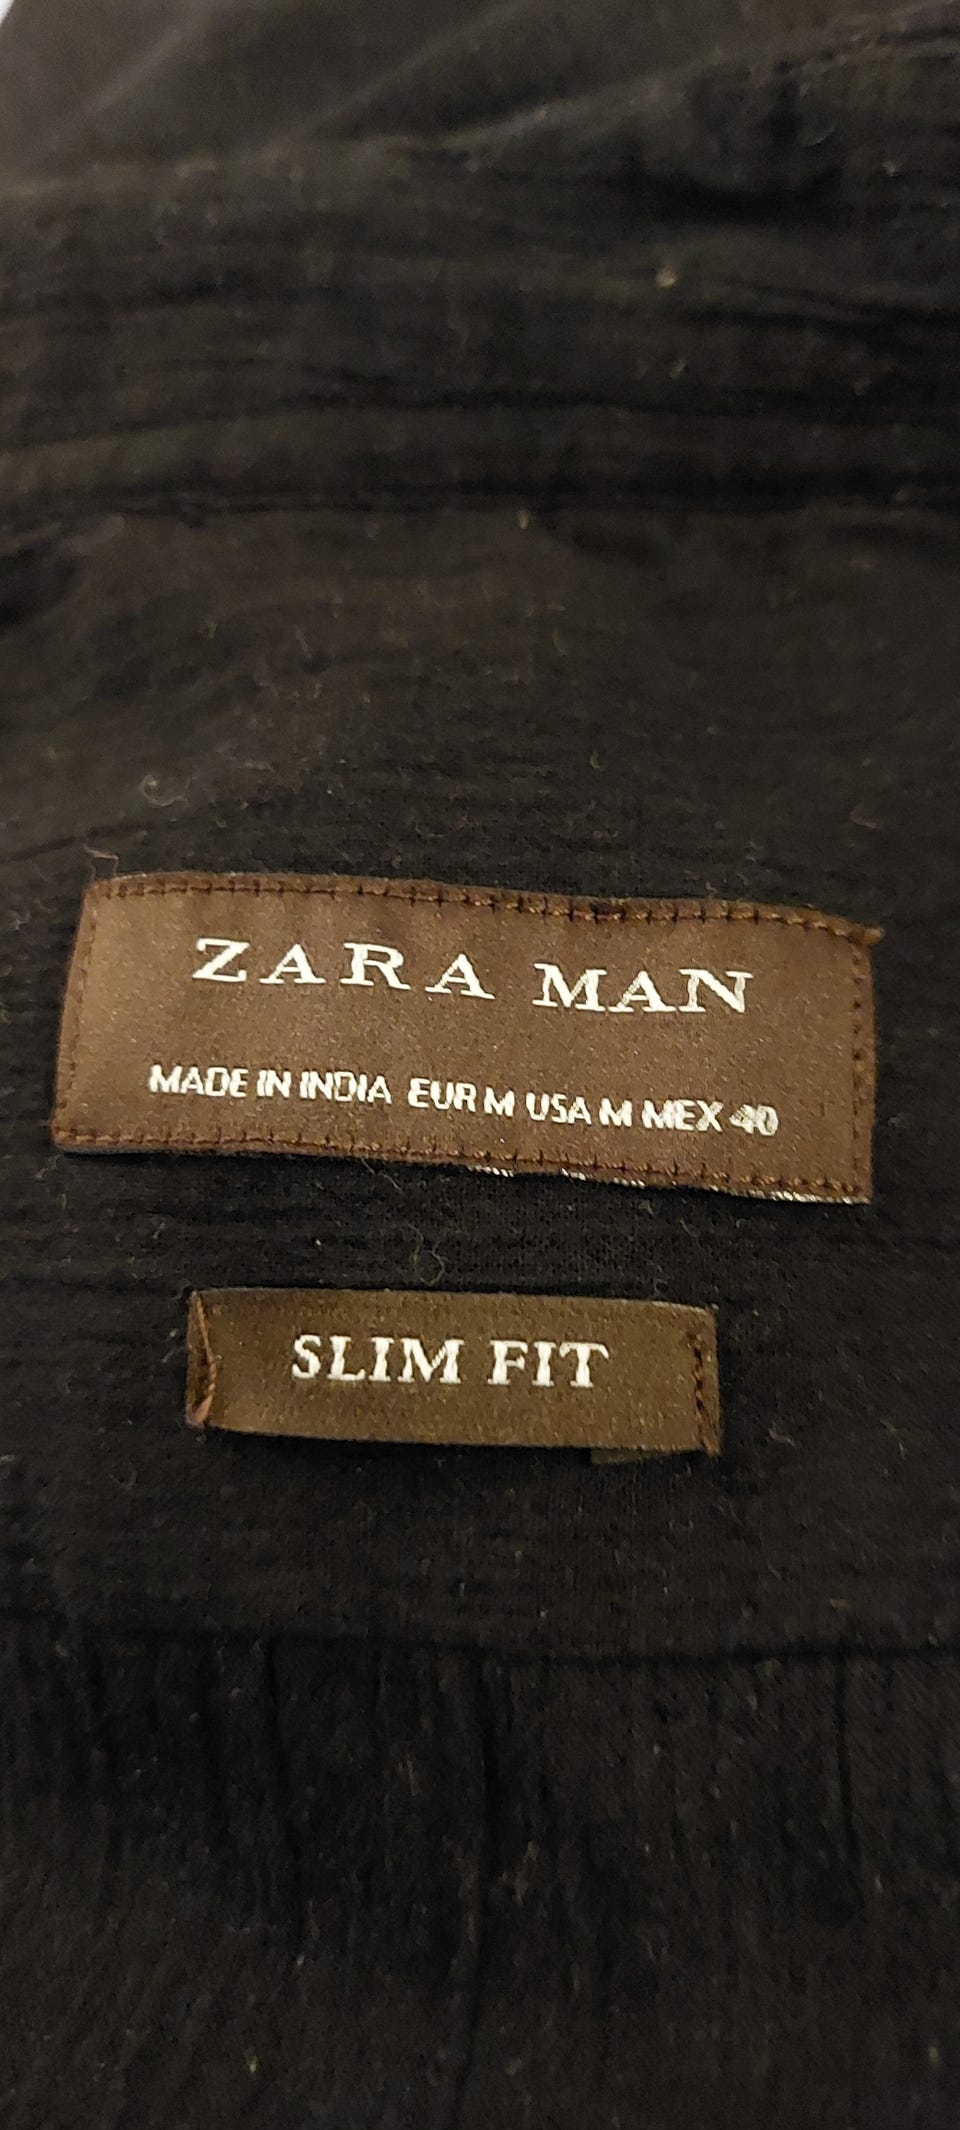 ZARA MAN
MADE IN INDIA EUR M USA M MEX 40
SLIM FIT